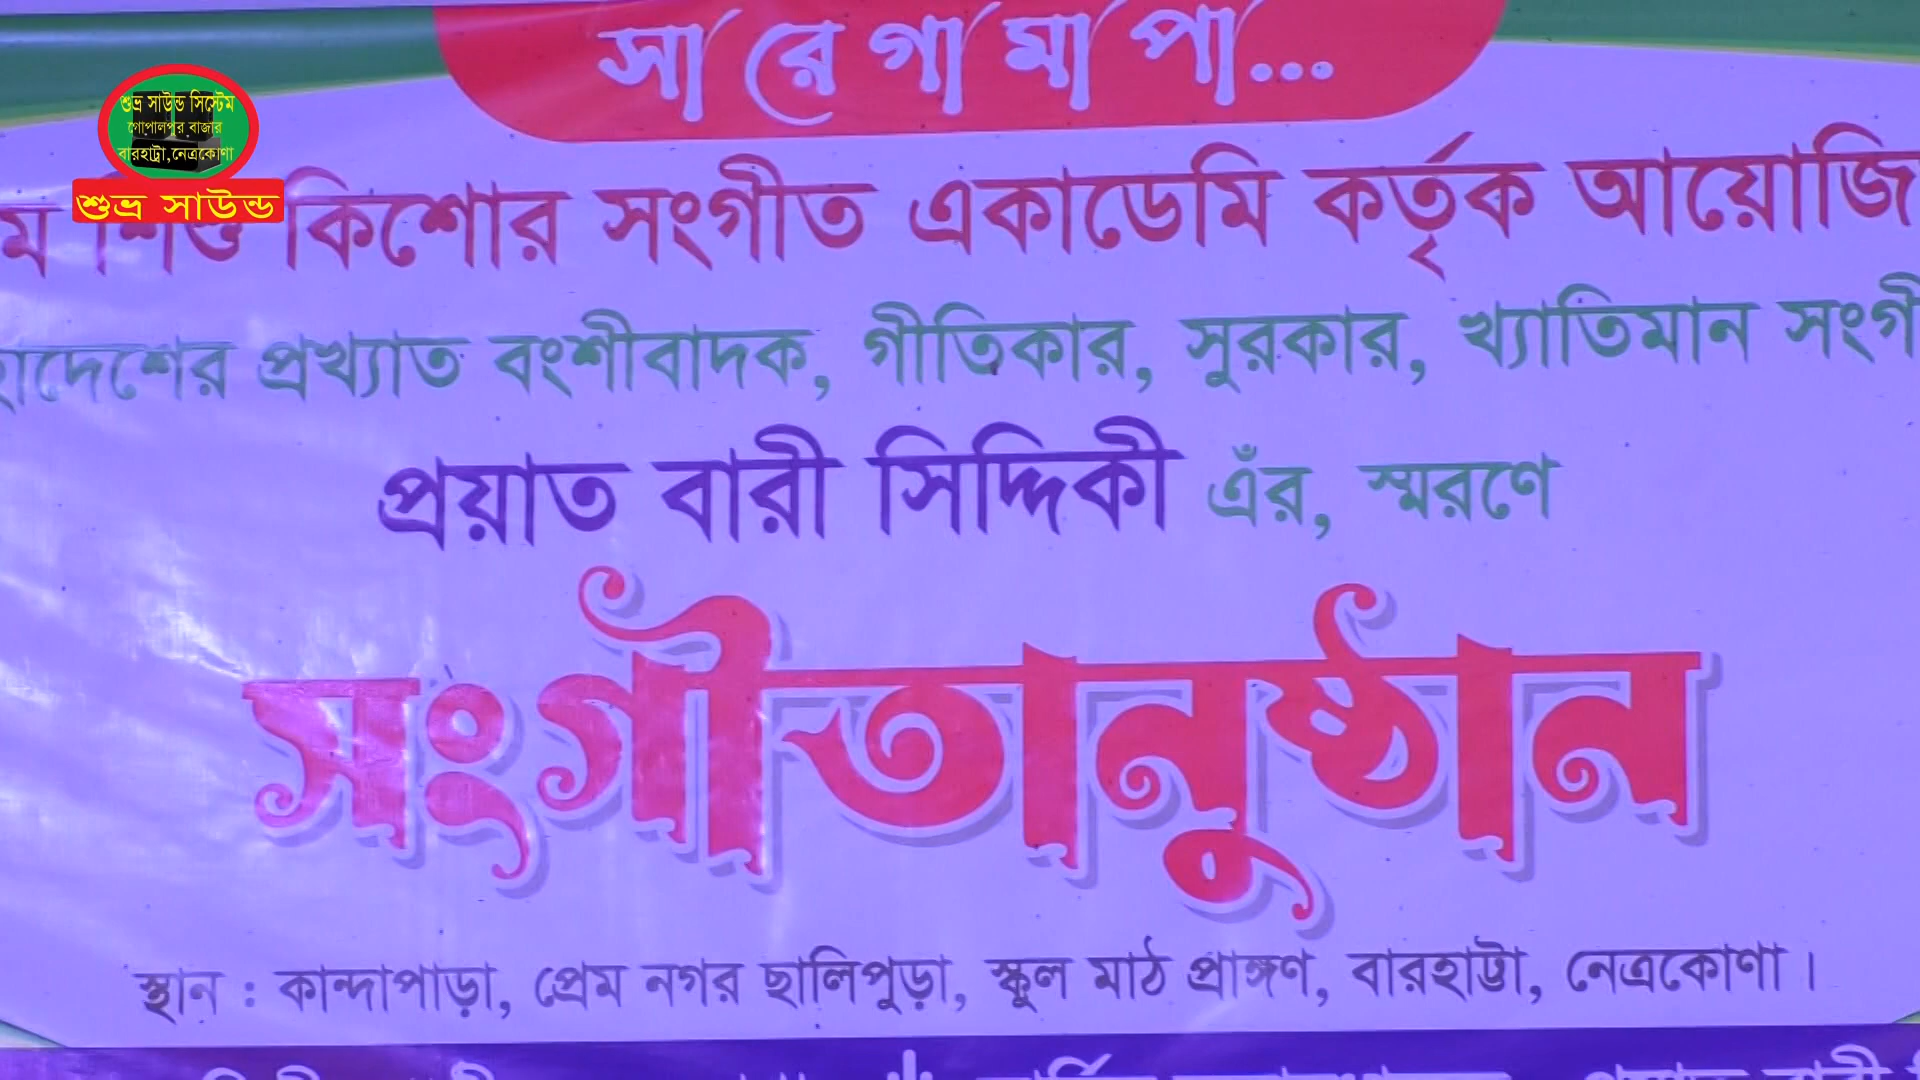 সা রে গা মা পা...
শুভ্র সাউন্ড সিস্টেম
গোপালপুর বাজার
বারহাট্টা,নেত্রকোণা
শুভ্র সাউন্ড
কিশোর সংগীত একাডেমি কর্তৃক আয়োজি
প্রখ্যাত বংশীবাদক, গীতিকার, সুরকার, খ্যাতিমান সংগী
প্রয়াত বারী সিদ্দিকী এঁর, স্মরণে
সংগীতানুষ্ঠান
স্থান : কান্দাপাড়া, প্রেম নগর ছালিপুড়া, স্কুল মাঠ প্রাঙ্গণ, বারহাট্টা, নেত্রকোণা।